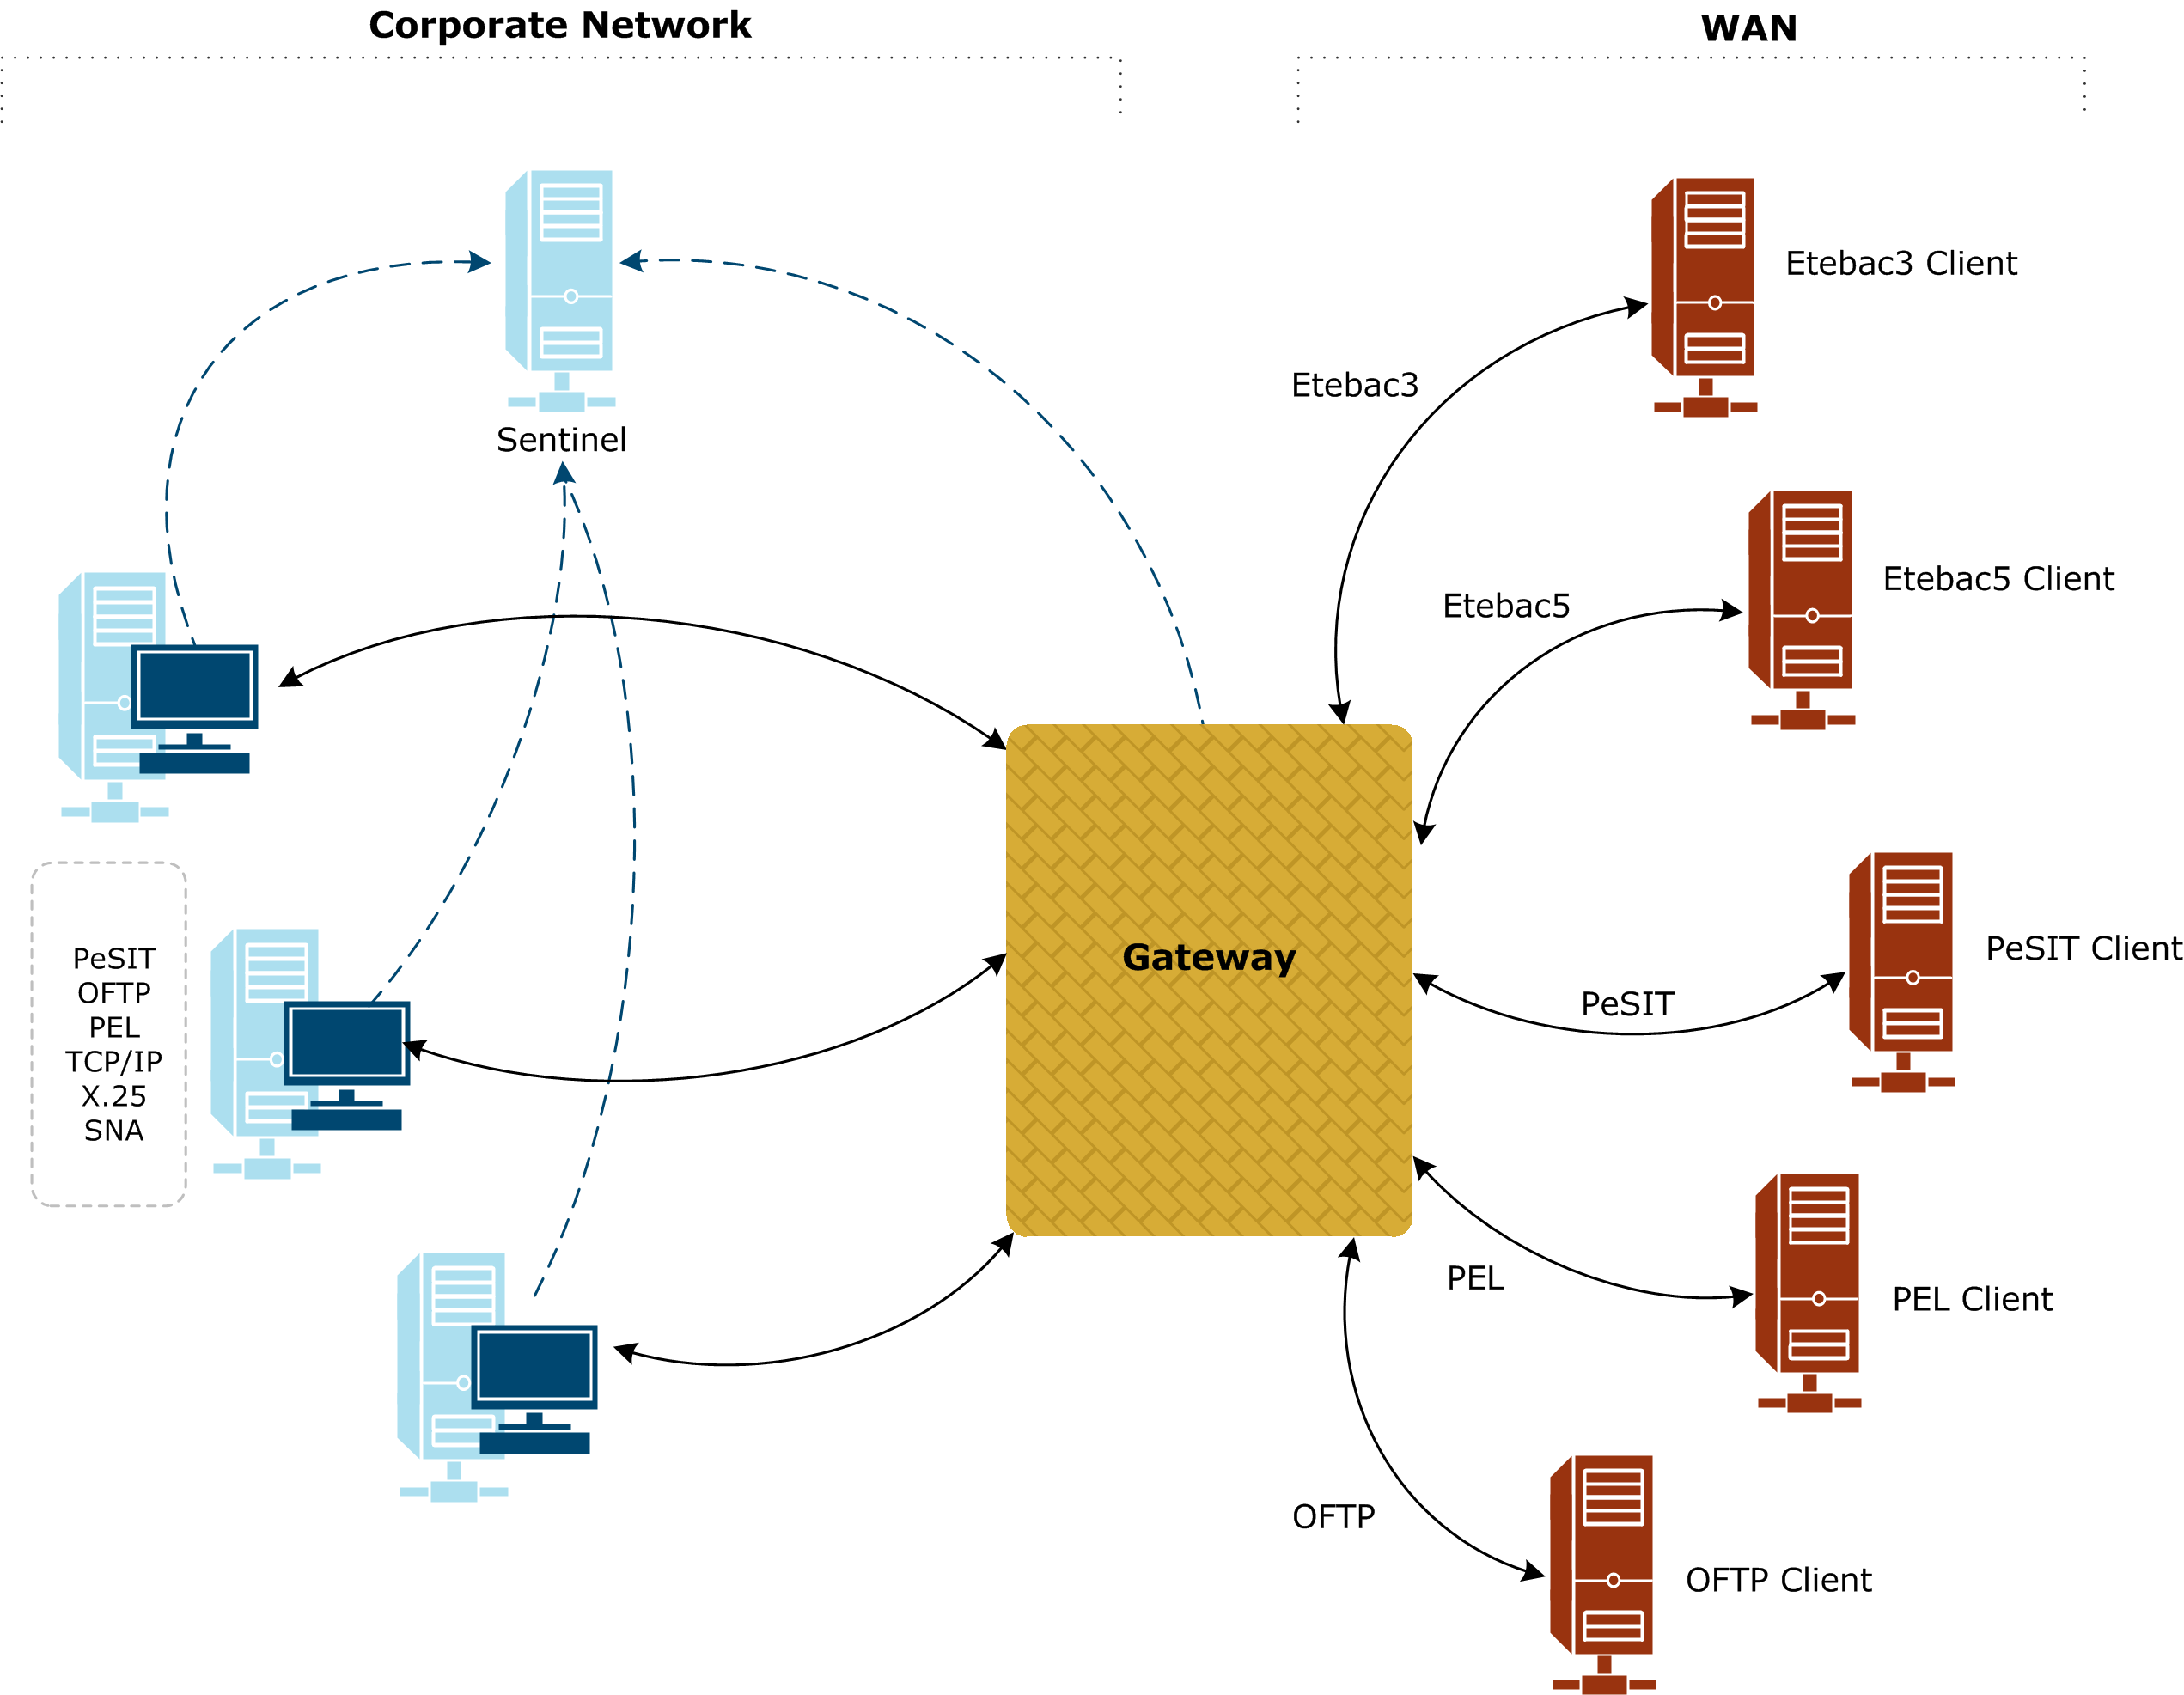 Corporate Network
WAN
Etebac3 Client
Etebac3
Sentinel
Etebac5 Client
Etebac5
PeSIT
OFTP
PEL
TCP/IP
X.25
SNA
Gateway
PeSIT Client
PeSIT
PEL
PEL Client
OFTP
OFTP Client